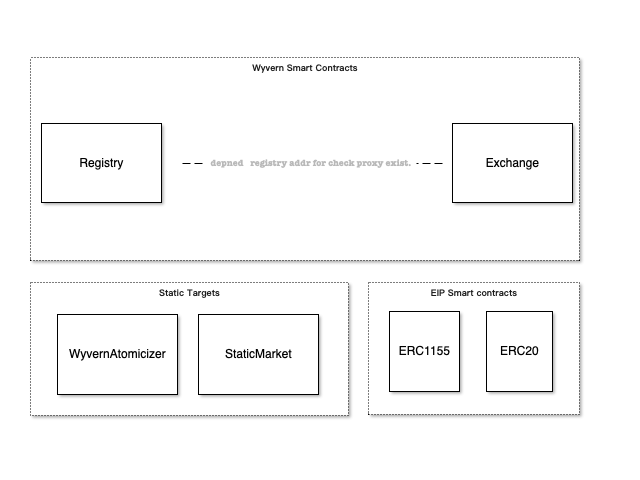 Wyvern Smart Contracts
Registry
depned registry addr for check proxy exist.
Exchange
Static Targets
EIP Smart contracts
WyvernAtomicizer
StaticMarket
ERC1155
ERC20